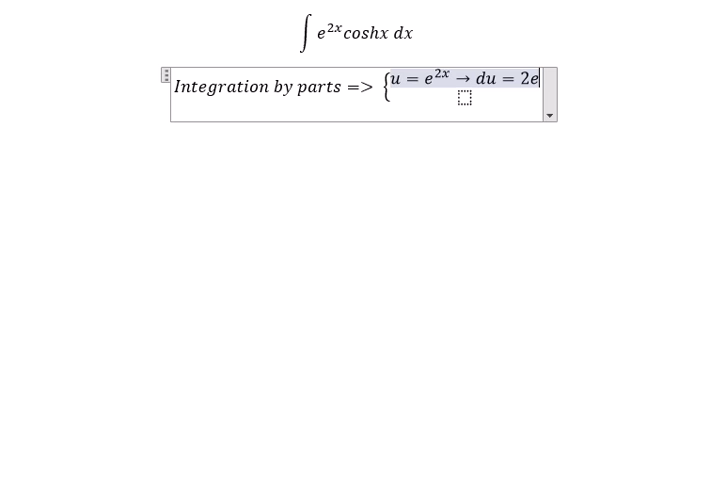 ∫ e^{2x} coshx dx
Integration by parts => { u = e^{2x} → du = 2e